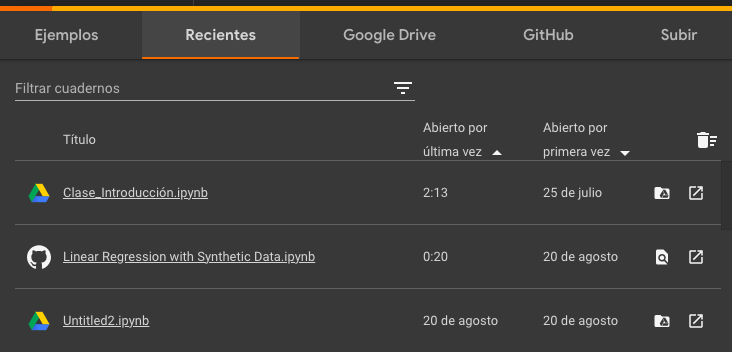 Ejemplos Recientes Google Drive GitHub Subir
Filtrar cuadernos
Título Abierto por última vez Abierto por primera vez
Clase_Introducción.ipynb 2:13 25 de julio
Linear Regression with Synthetic Data.ipynb 0:20 20 de agosto
Untitled2.ipynb 20 de agosto 20 de agosto